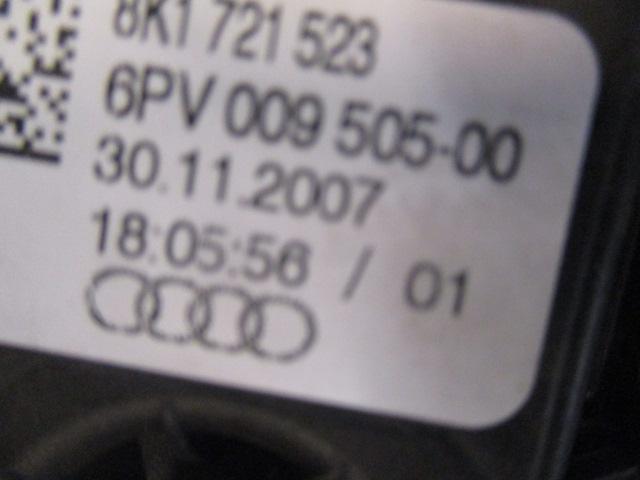 8K1 721 523
6PV 009 505-00
30.11.2007
18:05:56 / 01